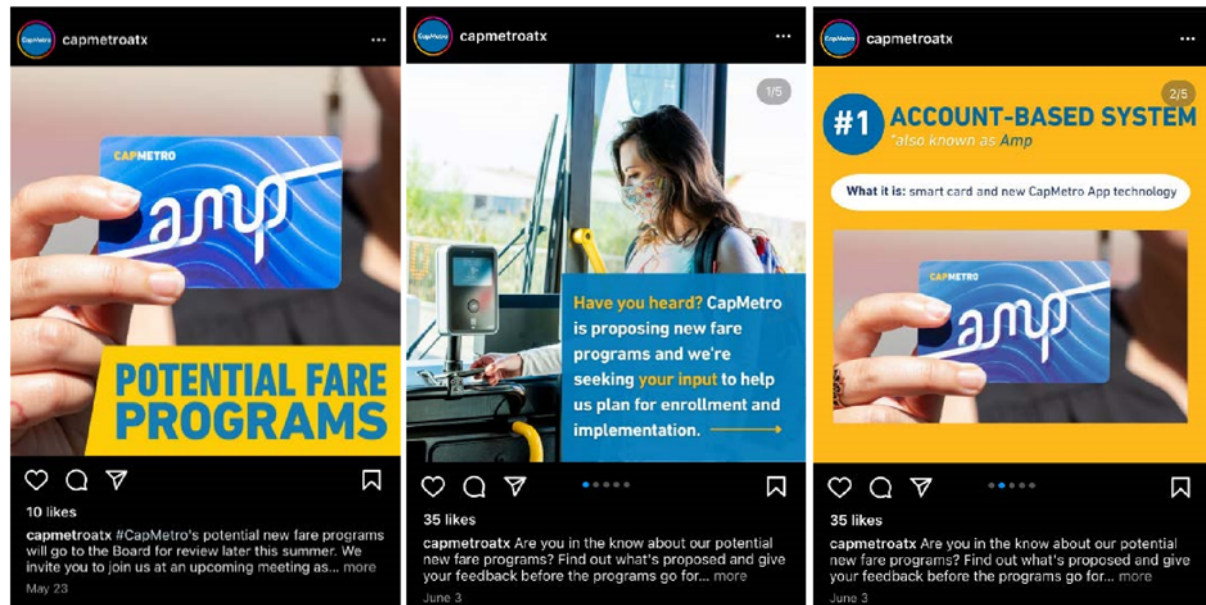 CapMetro
capmetroatx
CAPMETRO
amp
POTENTIAL FARE
PROGRAMS
10 likes
capmetroatx #CapMetro's potential new fare programs
will go to the Board for review later this summer. We
invite you to join us at an upcoming meeting as... more
May 23
CapMetro
capmetroatx
1/5
Have you heard? CapMetro
is proposing new fare
programs and we're
seeking your input to help
us plan for enrollment and
implementation.
35 likes
capmetroatx Are you in the know about our potential
new fare programs? Find out what's proposed and give
your feedback before the programs go for... more
June 3
CapMetro
capmetroatx
2/5
#1 ACCOUNT-BASED SYSTEM
*also known as Amp
What it is: smart card and new CapMetro App technology
CAPMETRO
amp
35 likes
capmetroatx Are you in the know about our potential
new fare programs? Find out what's proposed and give
your feedback before the programs go for... more
June 3